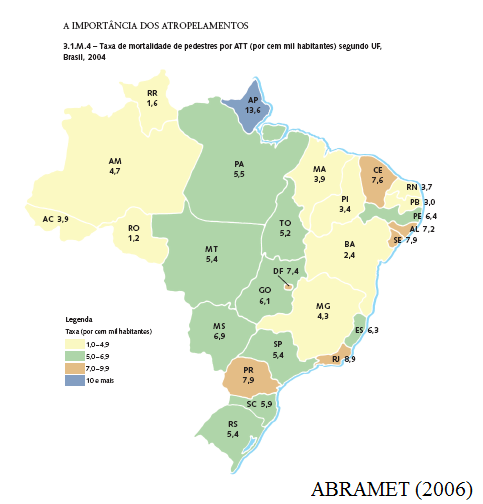 A IMPORTÂNCIA DOS ATROPELAMENTOS
3.1.M.4 – Taxa de mortalidade de pedestres por ATT (por cem mil habitantes) segundo UF,
Brasil, 2004
RR
1,6
AP
13,6
AM
4,7
PA
5,5
MA
3,9
CE
7,6
RN 3,7
PB 3,0
PE 6,4
AL 7,2
SE 7,9
PI
3,4
AC 3,9
RO
1,2
TO
5,2
MT
5,4
BA
2,4
DF 7,4
GO
6,1
MG
4,3
ES 6,3
MS
6,9
SP
5,4
RJ 8,9
PR
7,9
SC 5,9
RS
5,4
Legenda
Taxa (por cem mil habitantes)
1,0–4,9
5,0–6,9
7,0–9,9
10 e mais
ABRAMET (2006)